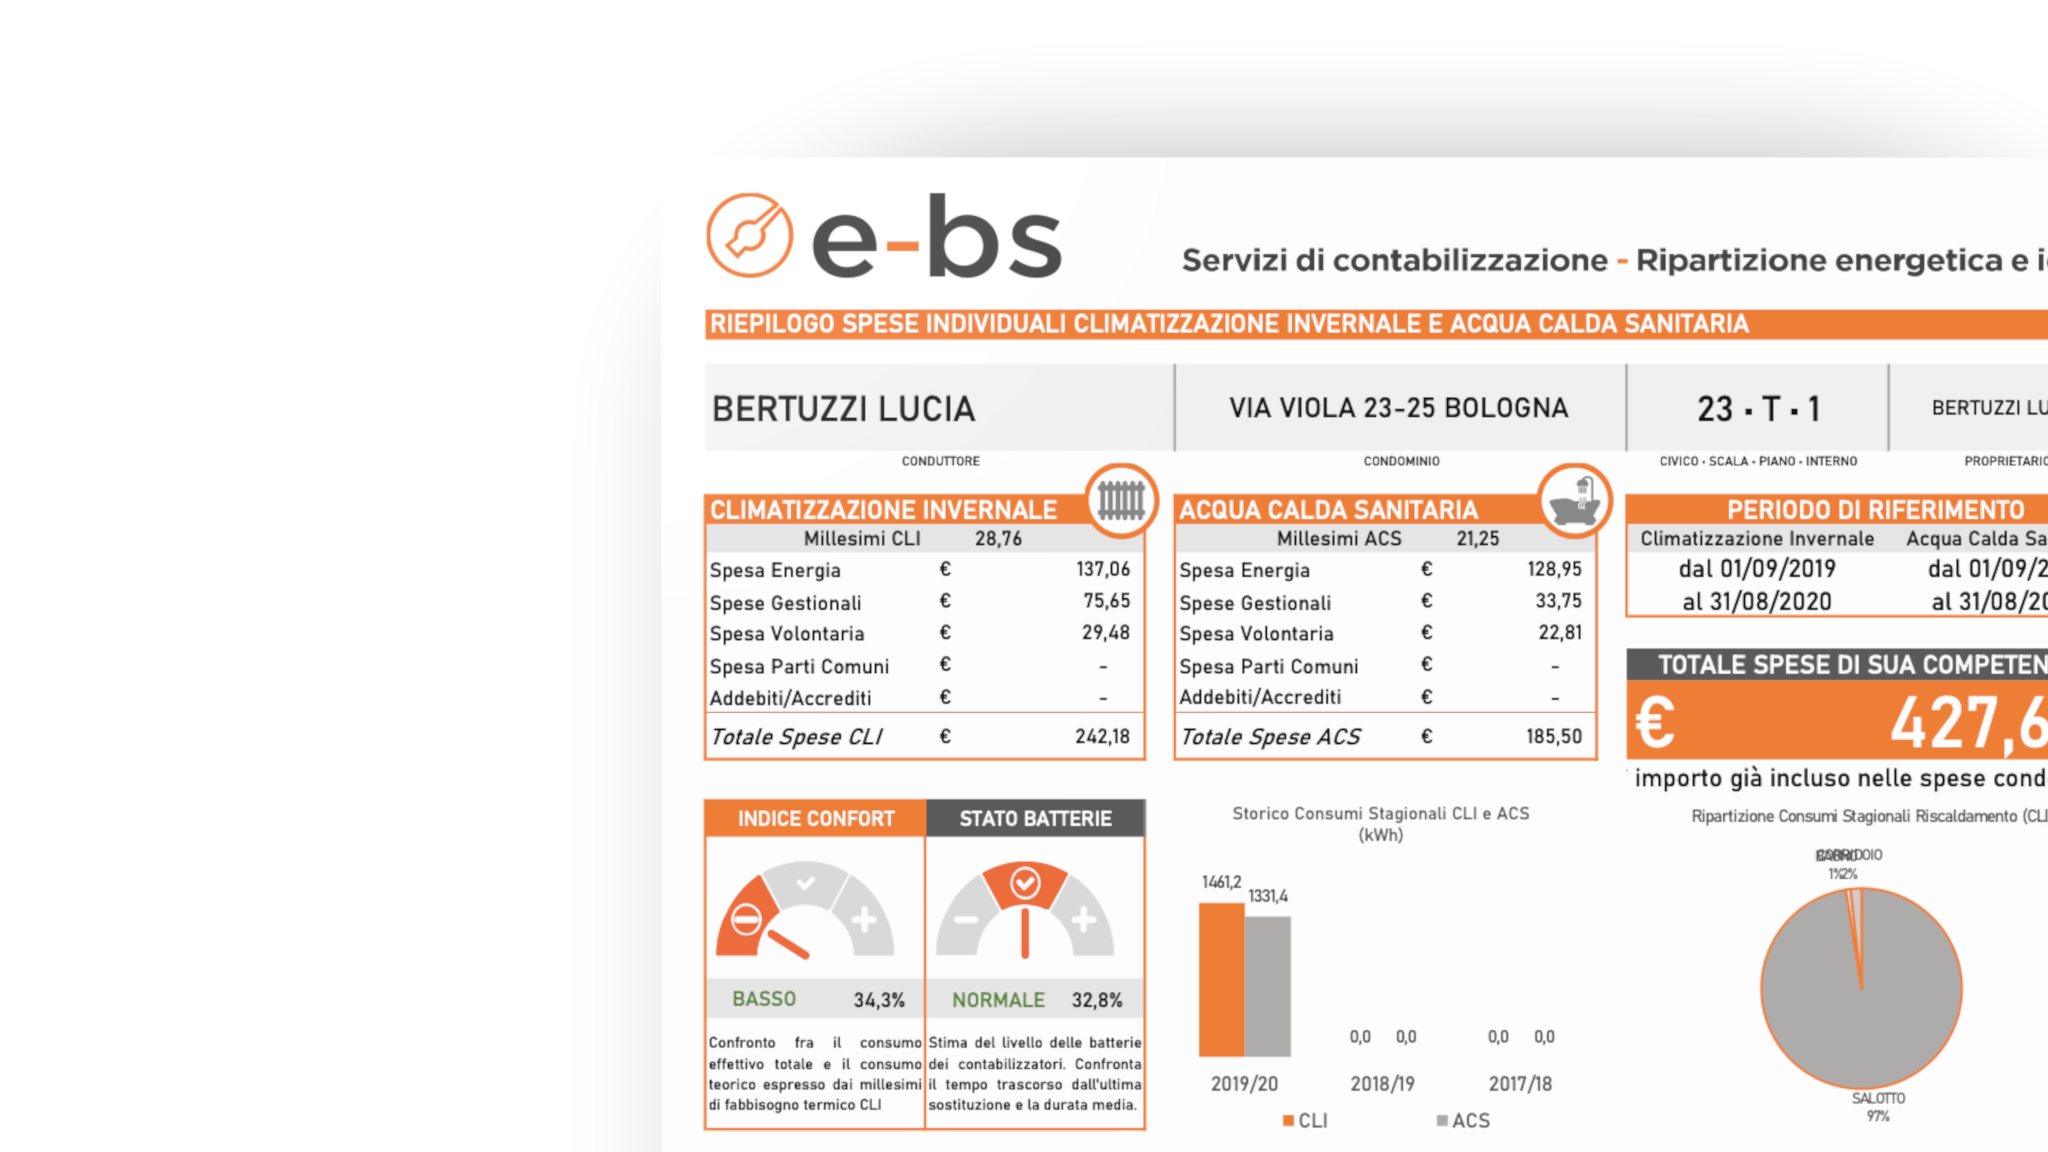 e-bs
Servizi di contabilizzazione - Ripartizione energetica e
RIEPILOGO SPESE INDIVIDUALI CLIMATIZZAZIONE INVERNALE E ACQUA CALDA SANITARIA
BERTUZZI LUCIA
VIA VIOLA 23-25 BOLOGNA
23 · T · 1
BERTUZZI LU
CONDUTTORE
CONDOMINIO
CIVICO · SCALA · PIANO · INTERNO
PROPRIETARIO
CLIMATIZZAZIONE INVERNALE
Millesimi CLI 28,76
Spesa Energia € 137,06
Spese Gestionali € 75,65
Spesa Volontaria € 29,48
Spesa Parti Comuni € -
Addebiti/Accrediti € -
Totale Spese CLI € 242,18
ACQUA CALDA SANITARIA
Millesimi ACS 21,25
Spesa Energia € 128,95
Spese Gestionali € 33,75
Spesa Volontaria € 22,81
Spesa Parti Comuni € -
Addebiti/Accrediti € -
Totale Spese ACS € 185,50
PERIODO DI RIFERIMENTO
Climatizzazione Invernale Acqua Calda Sa
dal 01/09/2019 dal 01/09/2
al 31/08/2020 al 31/08/20
TOTALE SPESE DI SUA COMPETEN
€ 427,6
importo già incluso nelle spese cond
INDICE CONFORT
BASSO 34,3%
Confronto fra il consumo
effettivo totale e il consumo
teorico espresso dai millesimi
di fabbisogno termico CLI
STATO BATTERIE
NORMALE 32,8%
Stima del livello delle batterie
dei contabilizzatori. Confronta
il tempo trascorso dall'ultima
sostituzione e la durata media.
Storico Consumi Stagionali CLI e ACS
(kWh)
1461,2
1331,4
0,0 0,0 0,0 0,0
2019/20 2018/19 2017/18
CLI ACS
Ripartizione Consumi Stagionali Riscaldamento (CLI
CORRIDOIO
1% 2%
SALOTTO
97%